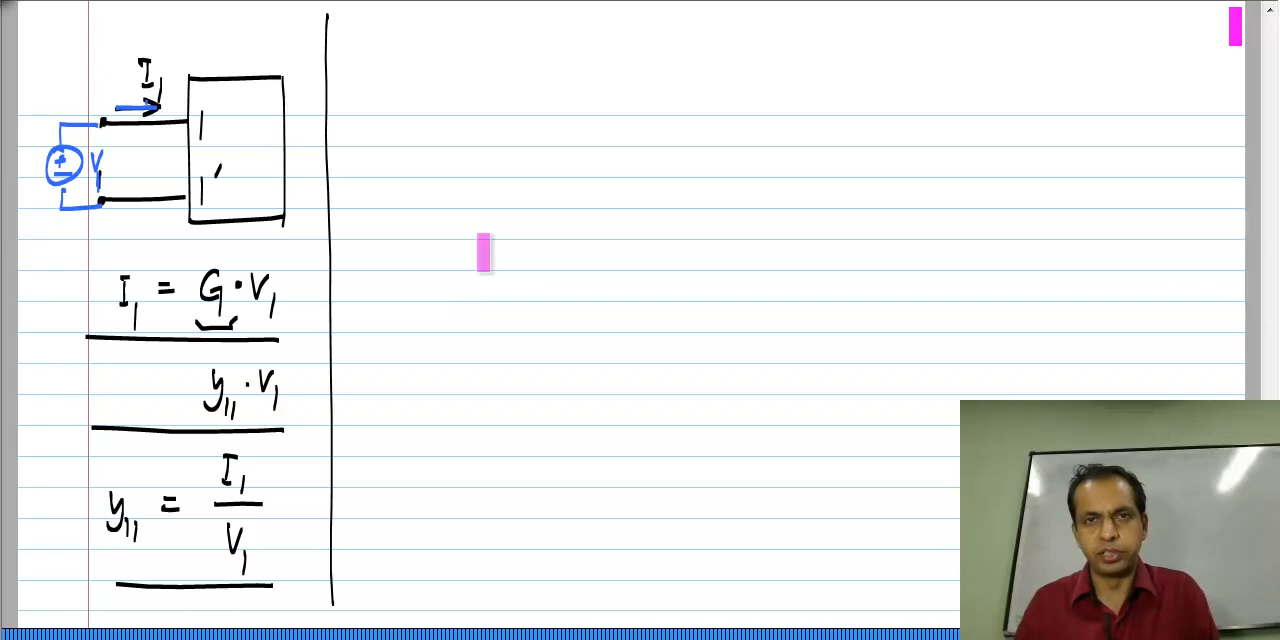 I₁
+
−
V₁
1
1'
I₁ = G · V₁
y₁₁ · V₁
y₁₁ = I₁ / V₁